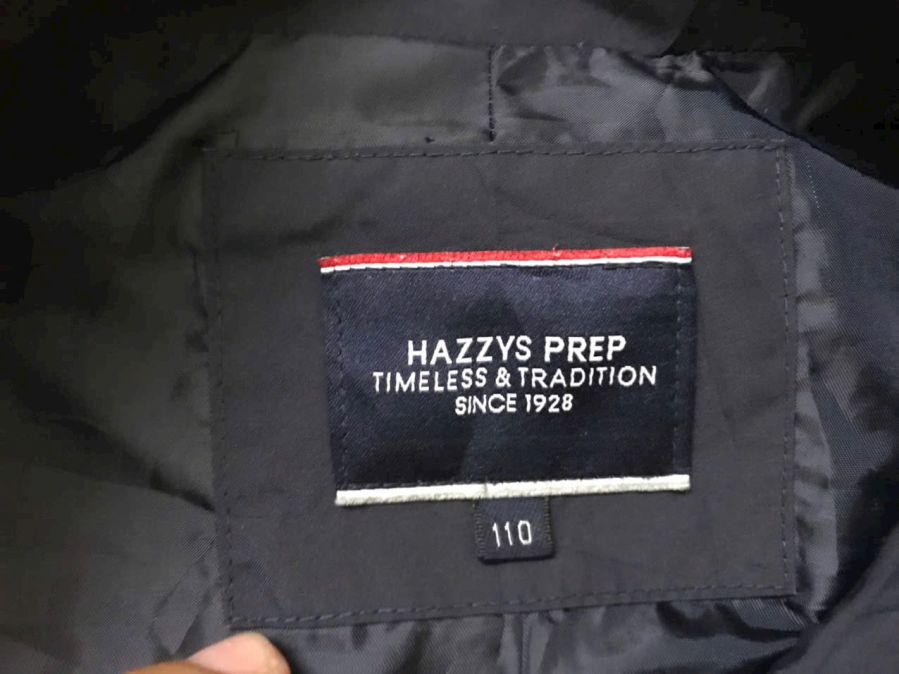 HAZZYS PREP
TIMELESS & TRADITION
SINCE 1928
110